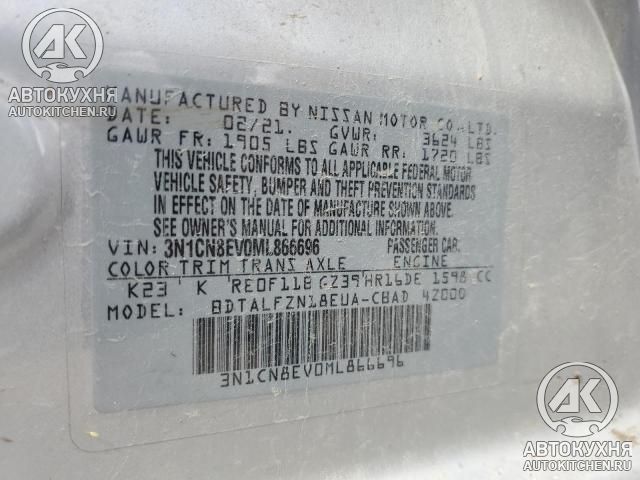 AK
АВТОКУХНЯ
AUTOKITCHEN.RU
MANUFACTURED BY NISSAN MOTOR CO.,LTD.
DATE: 02/21. GVWR: 3624 LBS
GAWR FR: 1905 LBS GAWR RR: 1720 LBS
THIS VEHICLE CONFORMS TO ALL APPLICABLE FEDERAL MOTOR
VEHICLE SAFETY, BUMPER AND THEFT PREVENTION STANDARDS
IN EFFECT ON THE DATE OF MANUFACTURE SHOWN ABOVE.
SEE OWNER'S MANUAL FOR ADDITIONAL INFORMATION.
VIN: 3N1CN8EV0ML866696 PASSENGER CAR.
COLOR TRIM TRANS AXLE ENGINE
K23 K RE0F11B GZ39 HR16DE 1598 CC
MODEL: BDTALFZN18EUA-CBAD 4Z000
3N1CN8EV0ML866696
AK
АВТОКУХНЯ
AUTOKITCHEN.RU